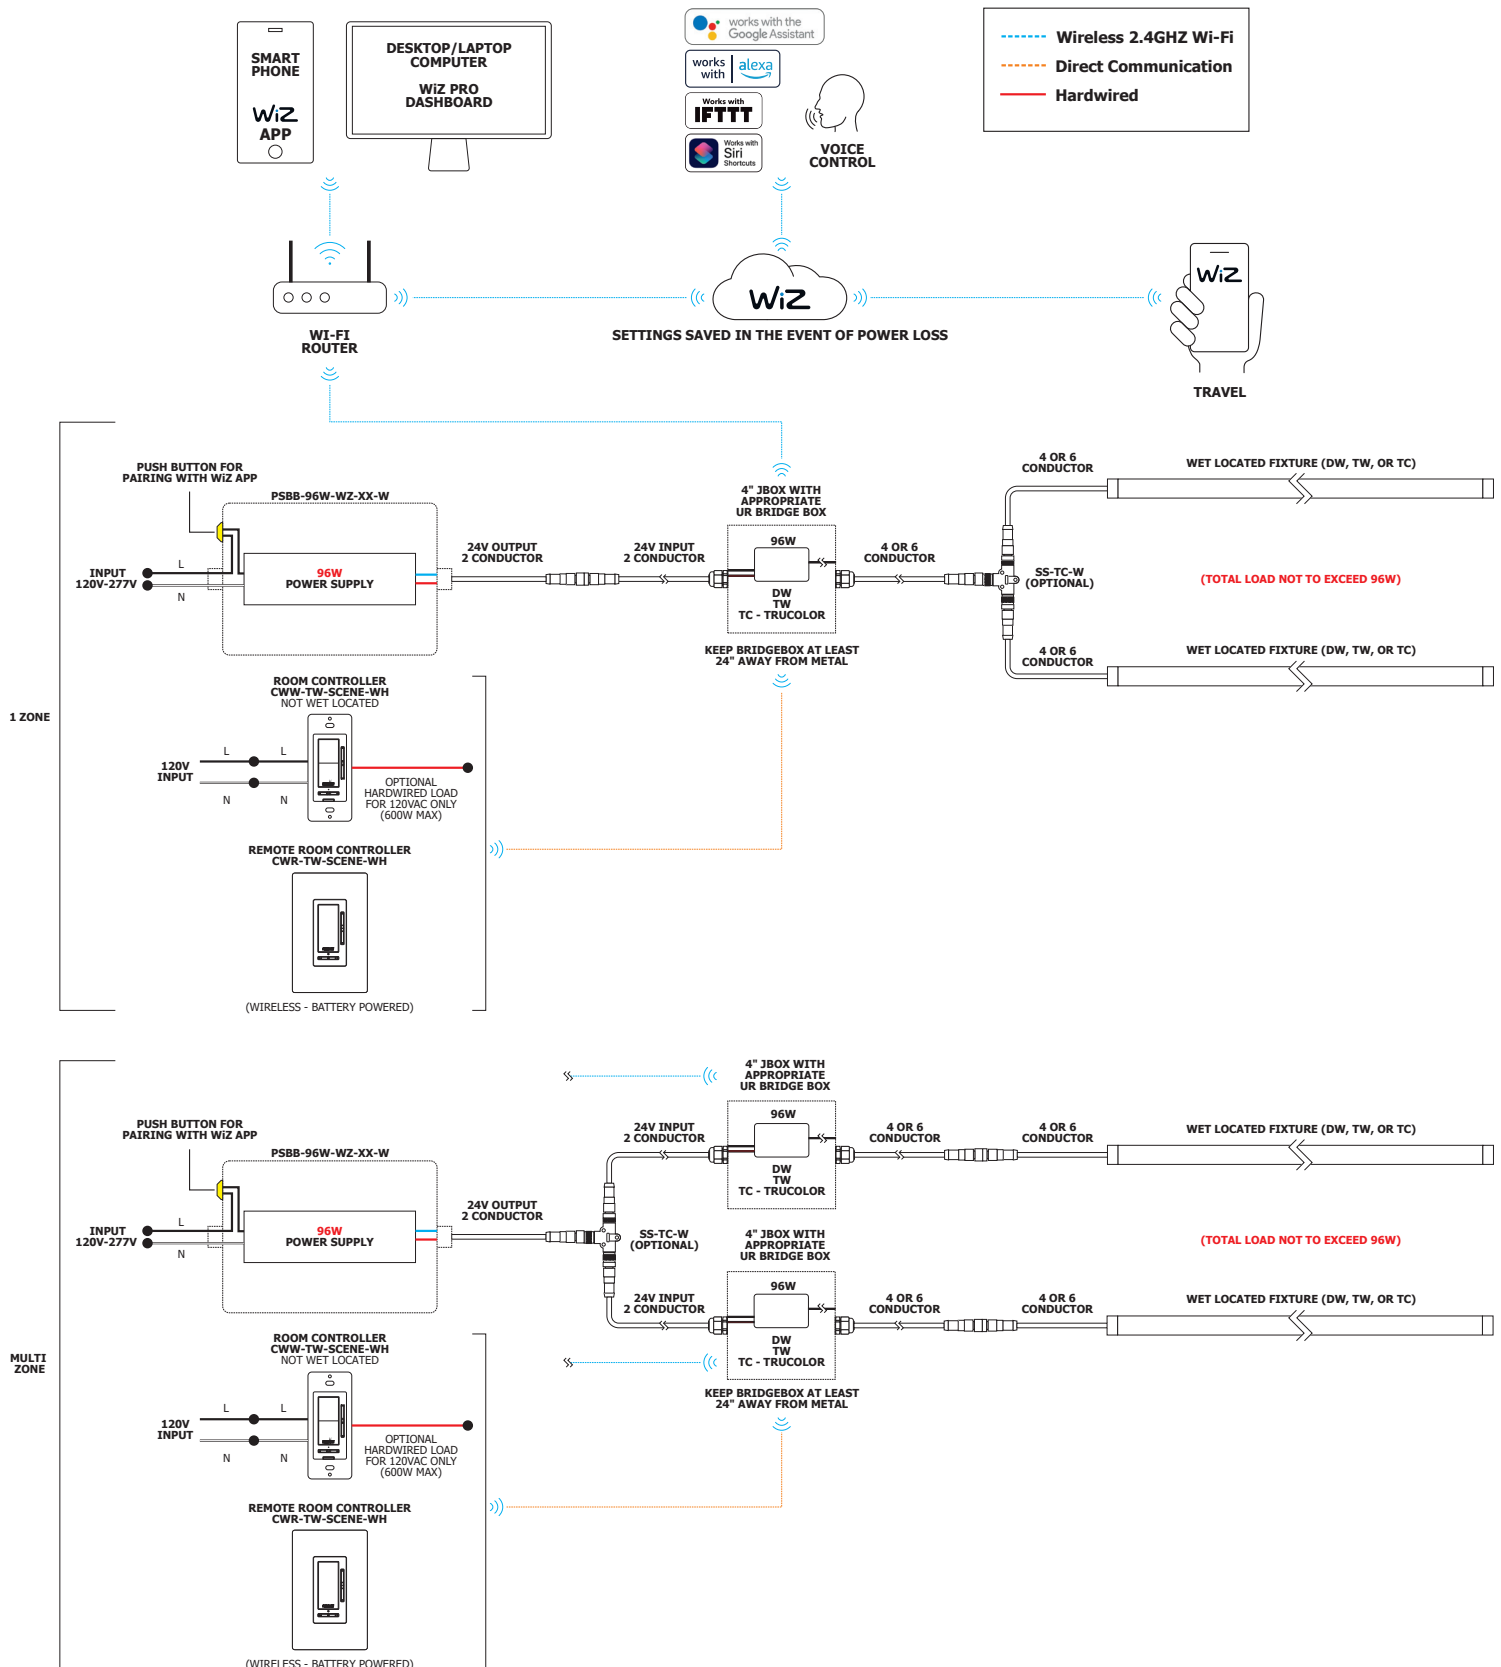 SMART
PHONE
WiZ
APP
DESKTOP/LAPTOP
COMPUTER
WiZ PRO
DASHBOARD
works with the
Google Assistant
works
with
alexa
Works with
IFTTT
Works with
Siri
Shortcuts
VOICE
CONTROL
Wireless 2.4GHZ Wi-Fi
Direct Communication
Hardwired
WI-FI
ROUTER
WiZ
SETTINGS SAVED IN THE EVENT OF POWER LOSS
WiZ
TRAVEL
1 ZONE
PUSH BUTTON FOR
PAIRING WITH WiZ APP
PSBB-96W-WZ-XX-W
INPUT
120V-277V
L
N
96W
POWER SUPPLY
24V OUTPUT
2 CONDUCTOR
24V INPUT
2 CONDUCTOR
4" JBOX WITH
APPROPRIATE
UR BRIDGE BOX
96W
DW
TW
TC - TRUCOLOR
KEEP BRIDGEBOX AT LEAST
24" AWAY FROM METAL
4 OR 6
CONDUCTOR
SS-TC-W
(OPTIONAL)
4 OR 6
CONDUCTOR
WET LOCATED FIXTURE (DW, TW, OR TC)
(TOTAL LOAD NOT TO EXCEED 96W)
4 OR 6
CONDUCTOR
WET LOCATED FIXTURE (DW, TW, OR TC)
ROOM CONTROLLER
CWW-TW-SCENE-WH
NOT WET LOCATED
120V
INPUT
L
L
N
N
OPTIONAL
HARDWIRED LOAD
FOR 120VAC ONLY
(600W MAX)
REMOTE ROOM CONTROLLER
CWR-TW-SCENE-WH
(WIRELESS - BATTERY POWERED)
MULTI
ZONE
PUSH BUTTON FOR
PAIRING WITH WiZ APP
PSBB-96W-WZ-XX-W
INPUT
120V-277V
L
N
96W
POWER SUPPLY
24V OUTPUT
2 CONDUCTOR
SS-TC-W
(OPTIONAL)
24V INPUT
2 CONDUCTOR
4" JBOX WITH
APPROPRIATE
UR BRIDGE BOX
96W
DW
TW
TC - TRUCOLOR
4 OR 6
CONDUCTOR
4 OR 6
CONDUCTOR
WET LOCATED FIXTURE (DW, TW, OR TC)
(TOTAL LOAD NOT TO EXCEED 96W)
24V INPUT
2 CONDUCTOR
4" JBOX WITH
APPROPRIATE
UR BRIDGE BOX
96W
DW
TW
TC - TRUCOLOR
4 OR 6
CONDUCTOR
4 OR 6
CONDUCTOR
WET LOCATED FIXTURE (DW, TW, OR TC)
KEEP BRIDGEBOX AT LEAST
24" AWAY FROM METAL
ROOM CONTROLLER
CWW-TW-SCENE-WH
NOT WET LOCATED
120V
INPUT
L
L
N
N
OPTIONAL
HARDWIRED LOAD
FOR 120VAC ONLY
(600W MAX)
REMOTE ROOM CONTROLLER
CWR-TW-SCENE-WH
(WIRELESS - BATTERY POWERED)